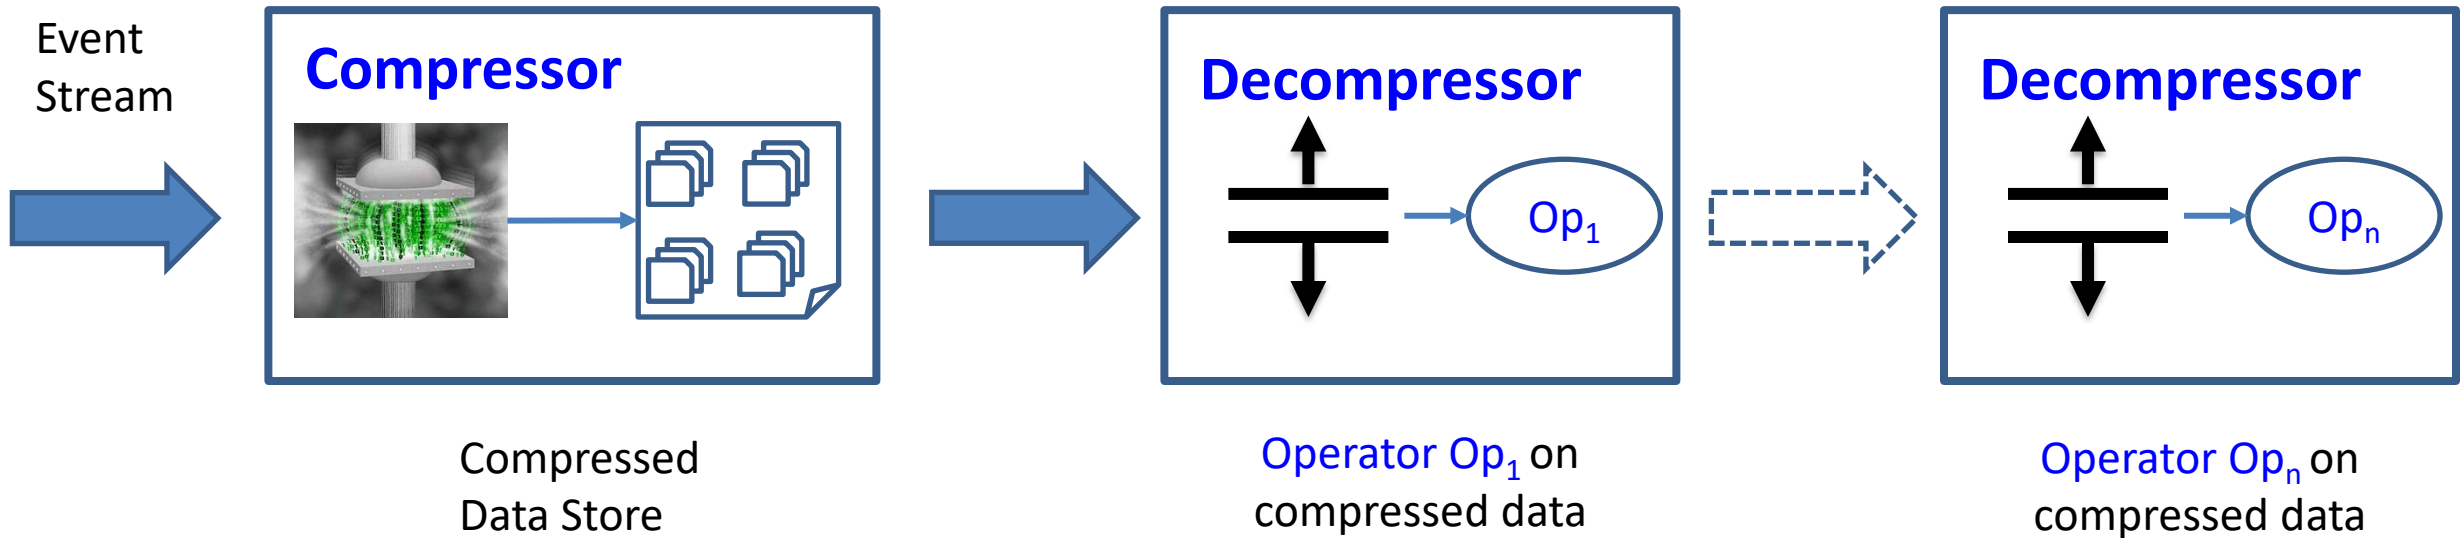 Event
Stream
Compressor
Compressed
Data Store
Decompressor
Op₁
Operator Op₁ on
compressed data
Decompressor
Opₙ
Operator Opₙ on
compressed data